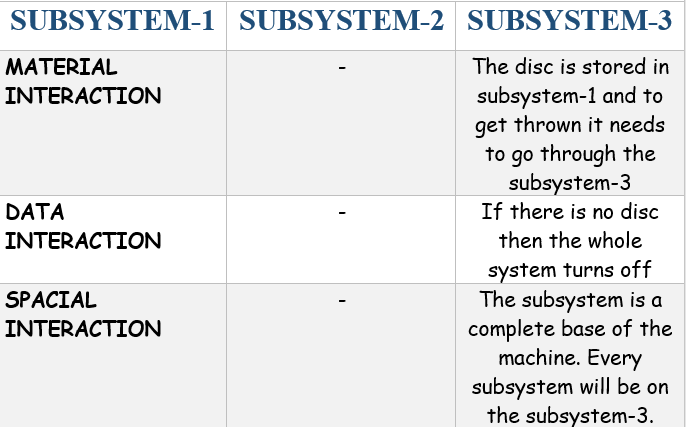 SUBSYSTEM-1 SUBSYSTEM-2 SUBSYSTEM-3
MATERIAL
INTERACTION
-
The disc is stored in
subsystem-1 and to
get thrown it needs
to go through the
subsystem-3
DATA
INTERACTION
-
If there is no disc
then the whole
system turns off
SPACIAL
INTERACTION
-
The subsystem is a
complete base of the
machine. Every
subsystem will be on
the subsystem-3.